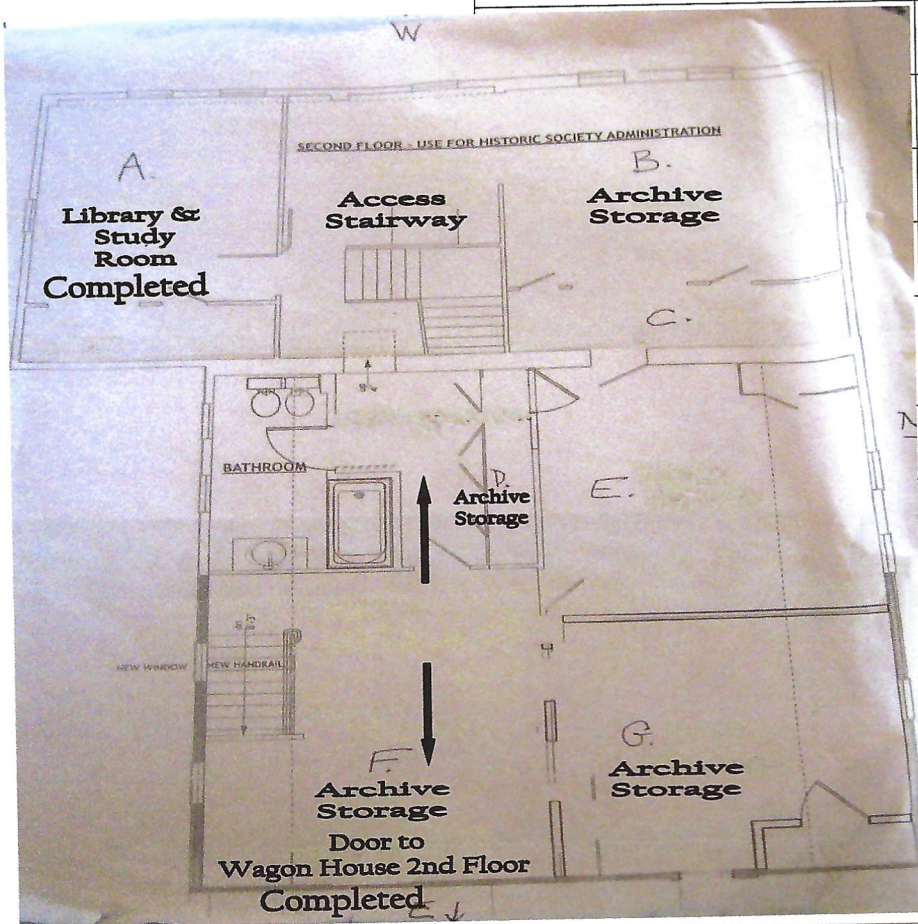 W
SECOND FLOOR - USE FOR HISTORIC SOCIETY ADMINISTRATION
A.
B.
Library &
Study
Room
Completed
Access
Stairway
Archive
Storage
C.
N
BATHROOM
D.
Archive
Storage
E.
NEW WINDOW
NEW HANDRAIL
F.
Archive
Storage
Door to
Wagon House 2nd Floor
Completed
G.
Archive
Storage
E